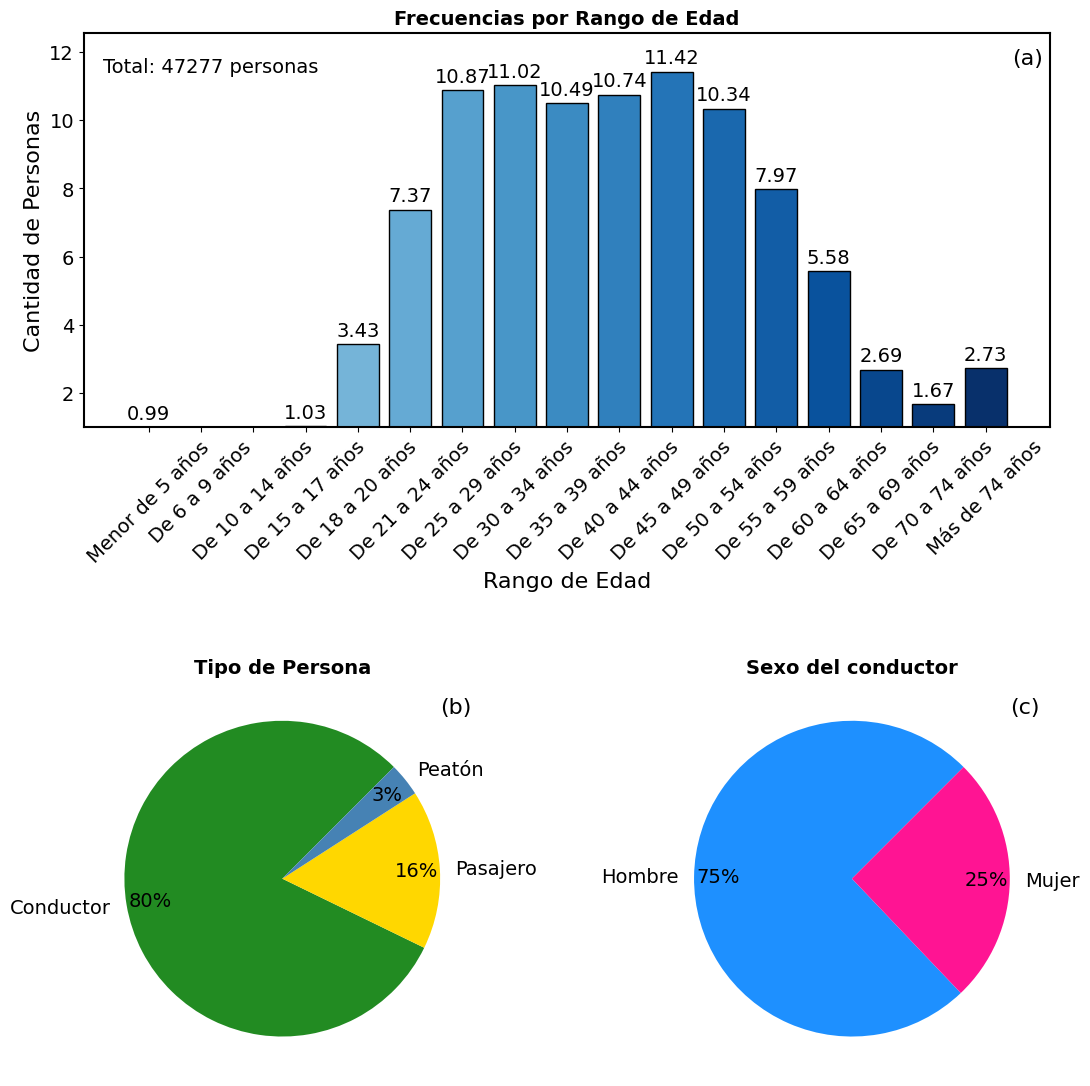 Frecuencias por Rango de Edad
Total: 47277 personas
(a)
Cantidad de Personas
12
10
8
6
4
2
0.99
1.03
3.43
7.37
10.87
11.02
10.49
10.74
11.42
10.34
7.97
5.58
2.69
1.67
2.73
Menor de 5 años
De 6 a 9 años
De 10 a 14 años
De 15 a 17 años
De 18 a 20 años
De 21 a 24 años
De 25 a 29 años
De 30 a 34 años
De 35 a 39 años
De 40 a 44 años
De 45 a 49 años
De 50 a 54 años
De 55 a 59 años
De 60 a 64 años
De 65 a 69 años
De 70 a 74 años
Más de 74 años
Rango de Edad
Tipo de Persona
(b)
Peatón
3%
16%
Pasajero
80%
Conductor
Sexo del conductor
(c)
Hombre
75%
25%
Mujer